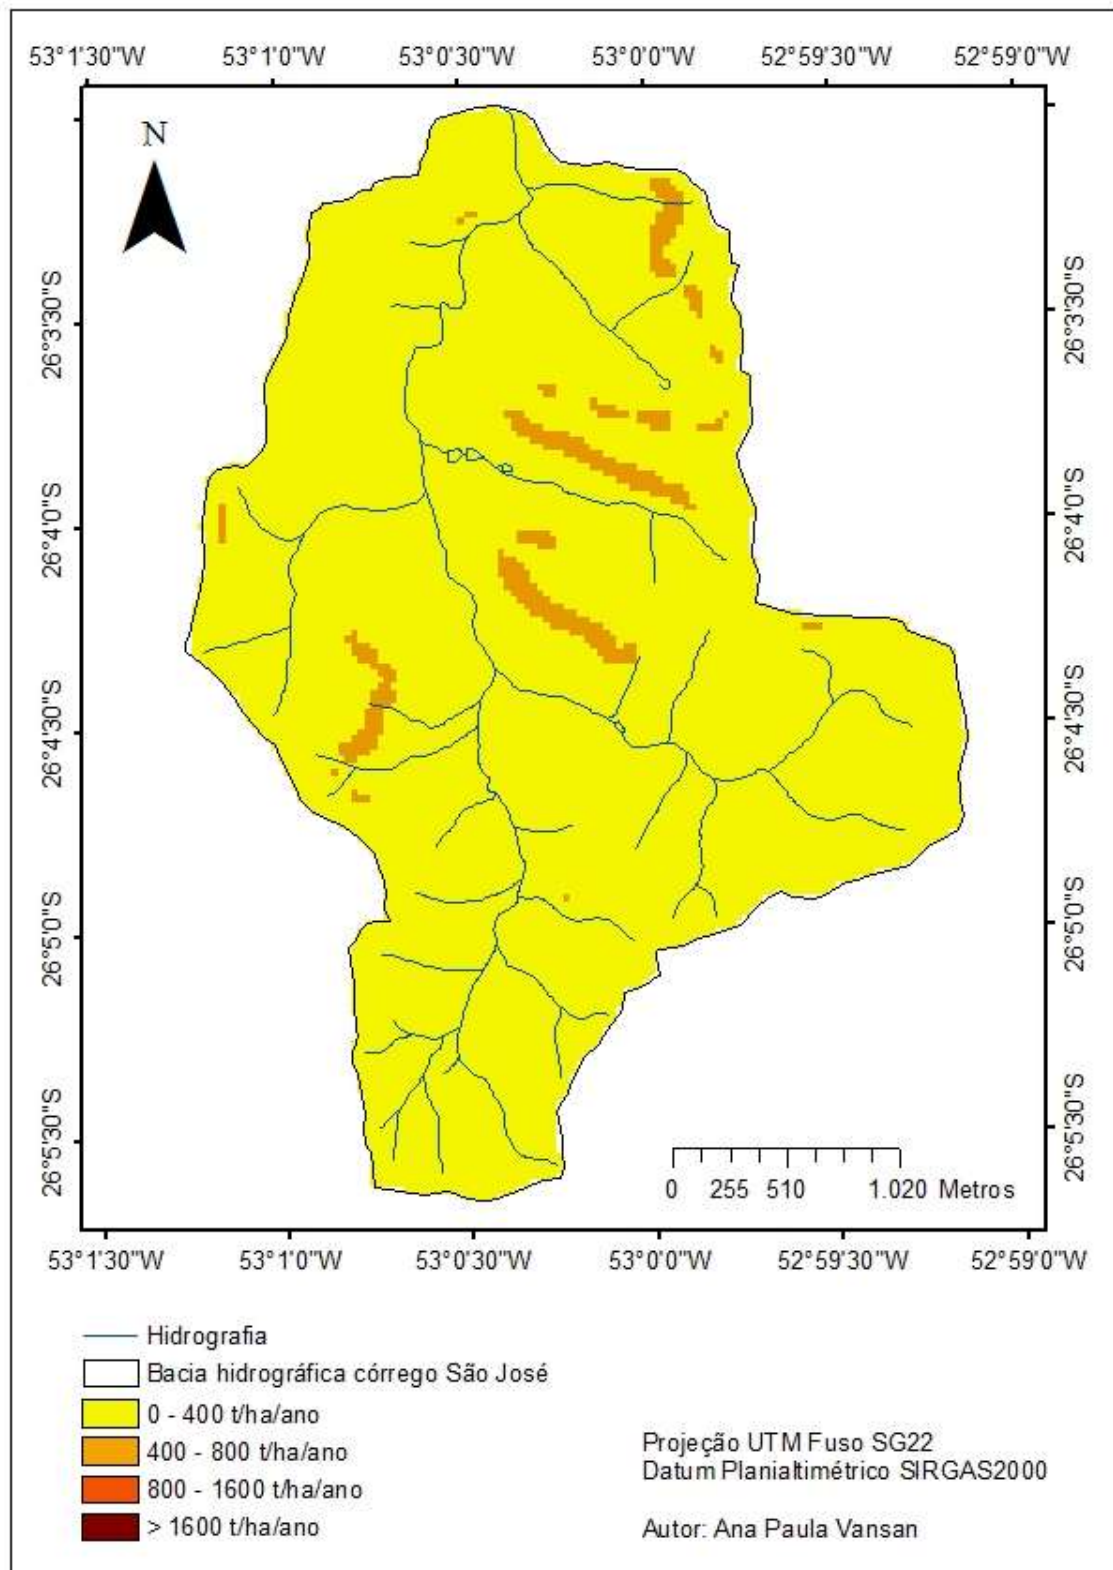 53°1'30"W 53°1'0"W 53°0'30"W 53°0'0"W 52°59'30"W 52°59'0"W
N
26°3'30"S 26°3'30"S
26°4'0"S 26°4'0"S
26°4'30"S 26°4'30"S
26°5'0"S 26°5'0"S
26°5'30"S 26°5'30"S
0 255 510 1.020 Metros
53°1'30"W 53°1'0"W 53°0'30"W 53°0'0"W 52°59'30"W 52°59'0"W
Hidrografia
Bacia hidrográfica córrego São José
0 - 400 t/ha/ano
400 - 800 t/ha/ano
800 - 1600 t/ha/ano
> 1600 t/ha/ano
Projeção UTM Fuso SG22
Datum Planialtimétrico SIRGAS2000
Autor: Ana Paula Vansan